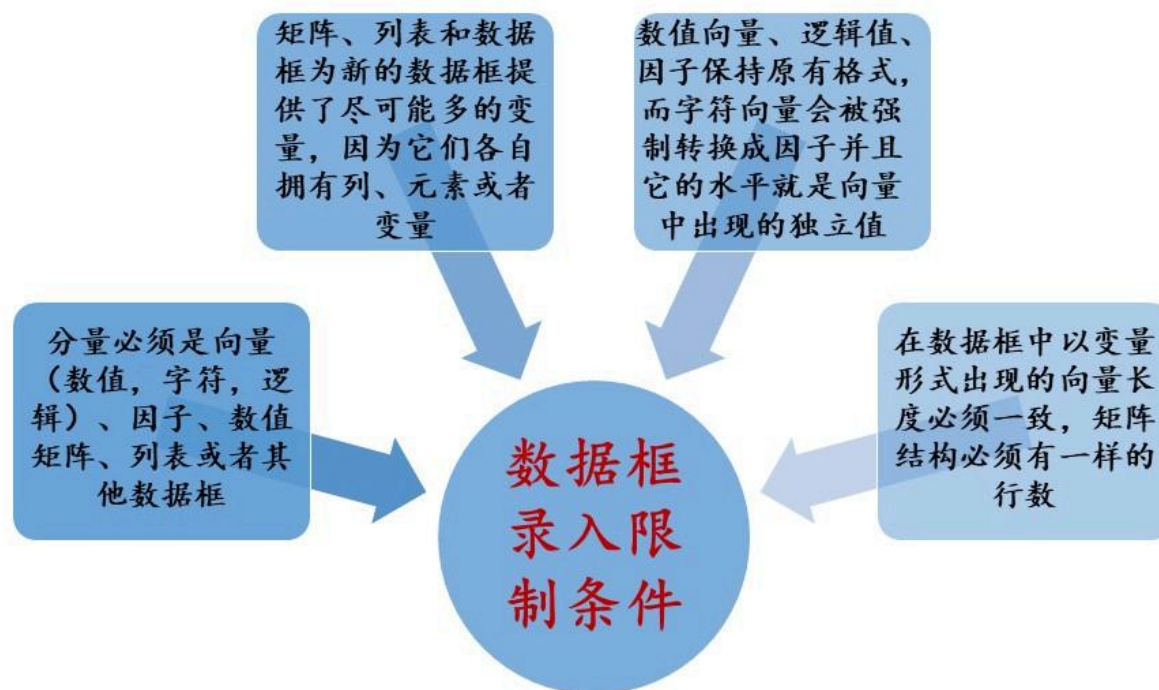 矩阵、列表和数据
框为新的数据框提
供了尽可能多的变
量，因为它们各自
拥有列、元素或者
变量
数值向量、逻辑值、
因子保持原有格式，
而字符向量会被强
制转换成因子并且
它的水平就是向量
中出现的独立值
分量必须是向量
（数值，字符，逻
辑）、因子、数值
矩阵、列表或者其
他数据框
在数据框中以变量
形式出现的向量长
度必须一致，矩阵
结构必须有一样的
行数
数据框
录入限
制条件